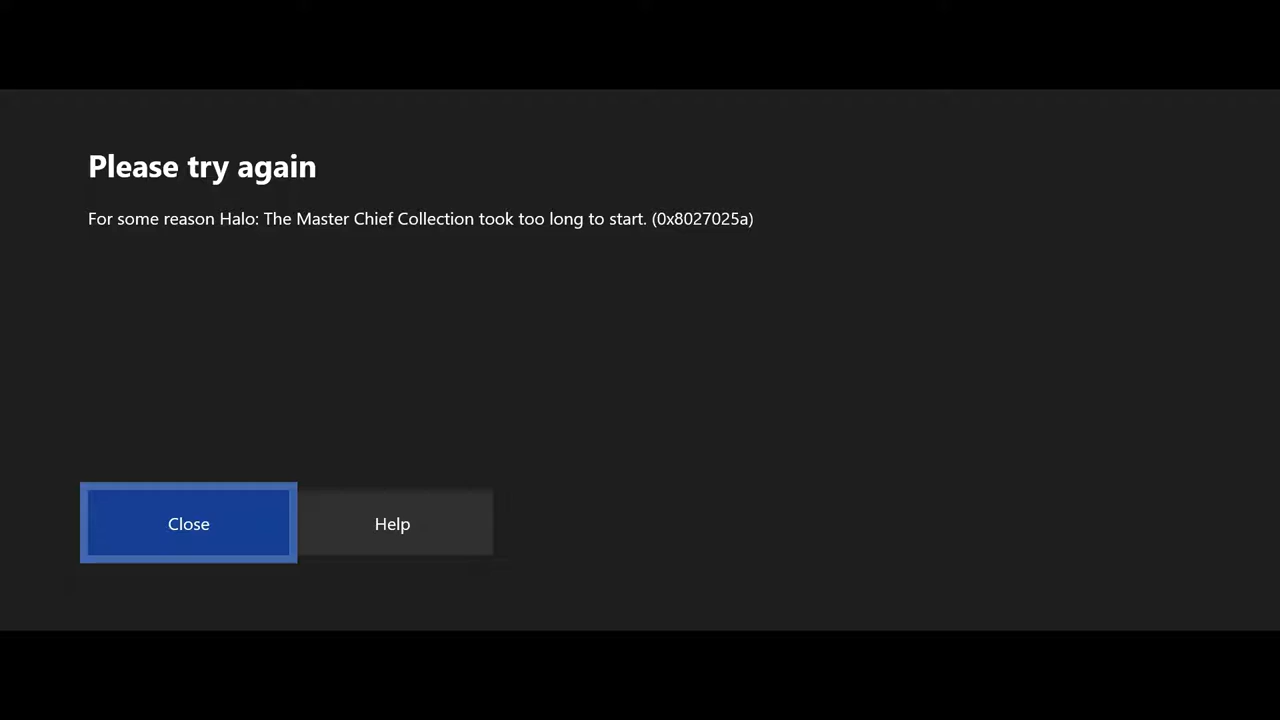 Please try again
For some reason Halo: The Master Chief Collection took too long to start. (0x8027025a)
Close
Help